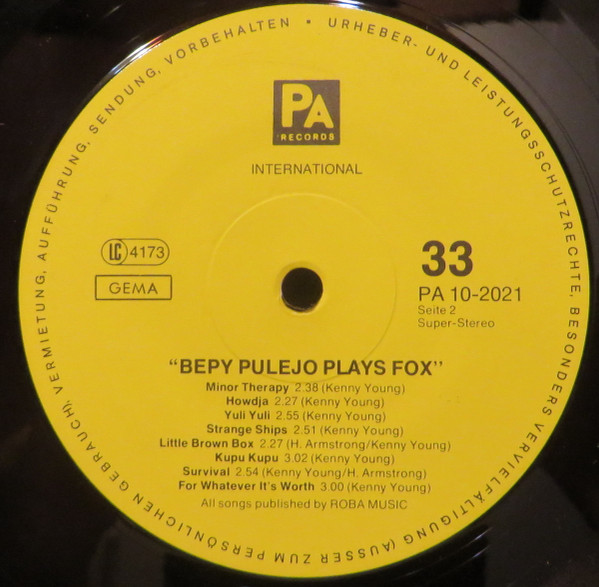 URHEBER- UND LEISTUNGSSCHUTZRECHTE, BESONDERS VERVIELFÄLTIGUNG (AUSSER ZUM PERSÖNLICHEN GEBRAUCH), VERMIETUNG, AUFFÜHRUNG, SENDUNG, VORBEHALTEN •
PA
RECORDS
INTERNATIONAL
LC 4173
GEMA
33
PA 10-2021
Seite 2
Super-Stereo
“BEPY PULEJO PLAYS FOX”
Minor Therapy 2.38 (Kenny Young)
Howdja 2.27 (Kenny Young)
Yuli Yuli 2.55 (Kenny Young)
Strange Ships 2.51 (Kenny Young)
Little Brown Box 2.27 (H. Armstrong/Kenny Young)
Kupu Kupu 3.02 (Kenny Young)
Survival 2.54 (Kenny Young/H. Armstrong)
For Whatever It's Worth 3.00 (Kenny Young)
All songs published by ROBA MUSIC